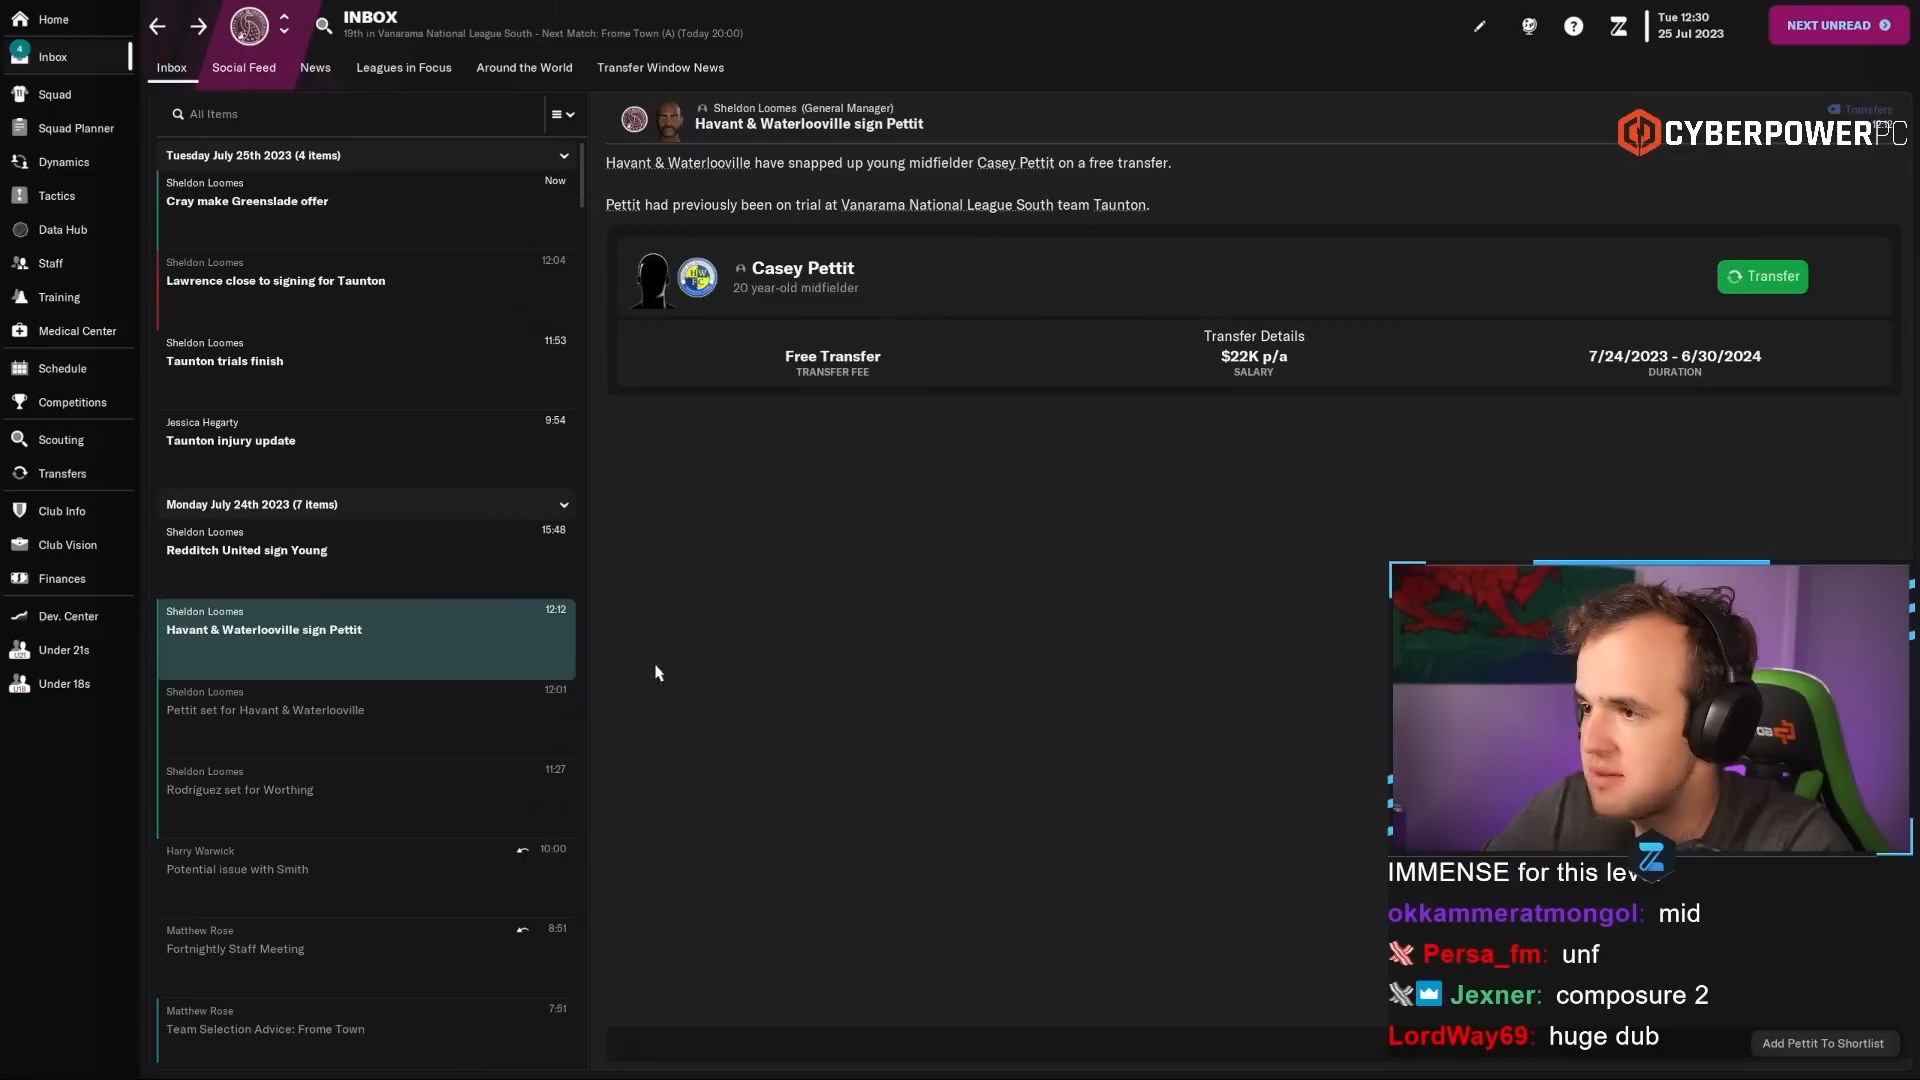 Home
4
Inbox
Squad
Squad Planner
Dynamics
Tactics
Data Hub
Staff
Training
Medical Center
Schedule
Competitions
Scouting
Transfers
Club Info
Club Vision
Finances
Dev. Center
Under 21s
Under 18s
INBOX
19th in Vanarama National League South - Next Match: Frome Town (A) (Today 20:00)
Tue 12:30
25 Jul 2023
NEXT UNREAD
Inbox Social Feed News Leagues in Focus Around the World Transfer Window News
All Items
Tuesday July 25th 2023 (4 items)
Sheldon Loomes Now
Cray make Greenslade offer
Sheldon Loomes 12:04
Lawrence close to signing for Taunton
Sheldon Loomes 11:53
Taunton trials finish
Jessica Hegarty 9:54
Taunton injury update
Monday July 24th 2023 (7 items)
Sheldon Loomes 15:48
Redditch United sign Young
Sheldon Loomes 12:12
Havant & Waterlooville sign Pettit
Sheldon Loomes 12:01
Pettit set for Havant & Waterlooville
Sheldon Loomes 11:27
Rodríguez set for Worthing
Harry Warwick 10:00
Potential issue with Smith
Matthew Rose 8:51
Fortnightly Staff Meeting
Matthew Rose 7:51
Team Selection Advice: Frome Town
Sheldon Loomes (General Manager)
Havant & Waterlooville sign Pettit
Transfers
CYBERPOWERPC
Havant & Waterlooville have snapped up young midfielder Casey Pettit on a free transfer.
Pettit had previously been on trial at Vanarama National League South team Taunton.
Casey Pettit
20 year-old midfielder
Transfer
Transfer Details
Free Transfer $22K p/a 7/24/2023 - 6/30/2024
TRANSFER FEE SALARY DURATION
IMMENSE for this
okkammeratmongol: mid
Persa_fm: unf
Jexner: composure 2
LordWay69: huge dub
Add Pettit To Shortlist